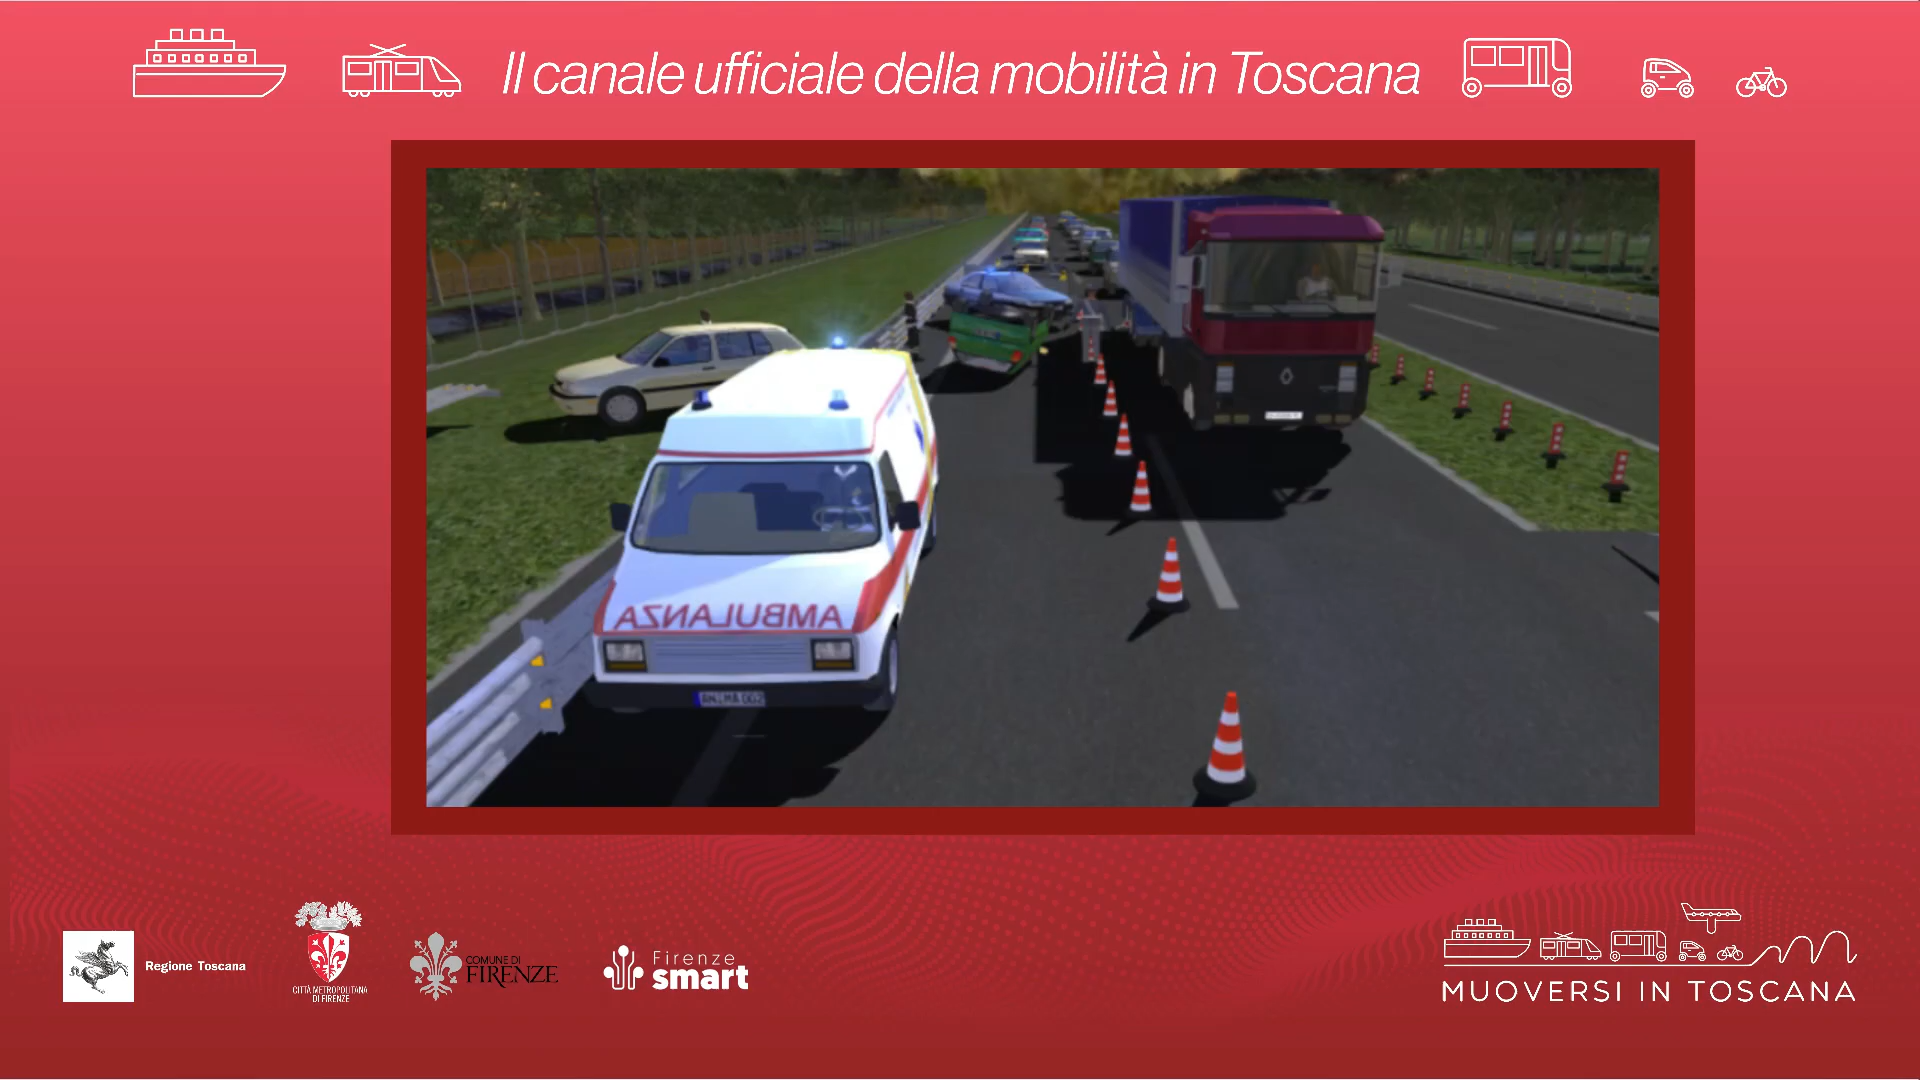 Il canale ufficiale della mobilità in Toscana
AMBULANZA
Regione Toscana
CITTÀ METROPOLITANA
DI FIRENZE
COMUNE DI
FIRENZE
Firenze
smart
MUOVERSI IN TOSCANA